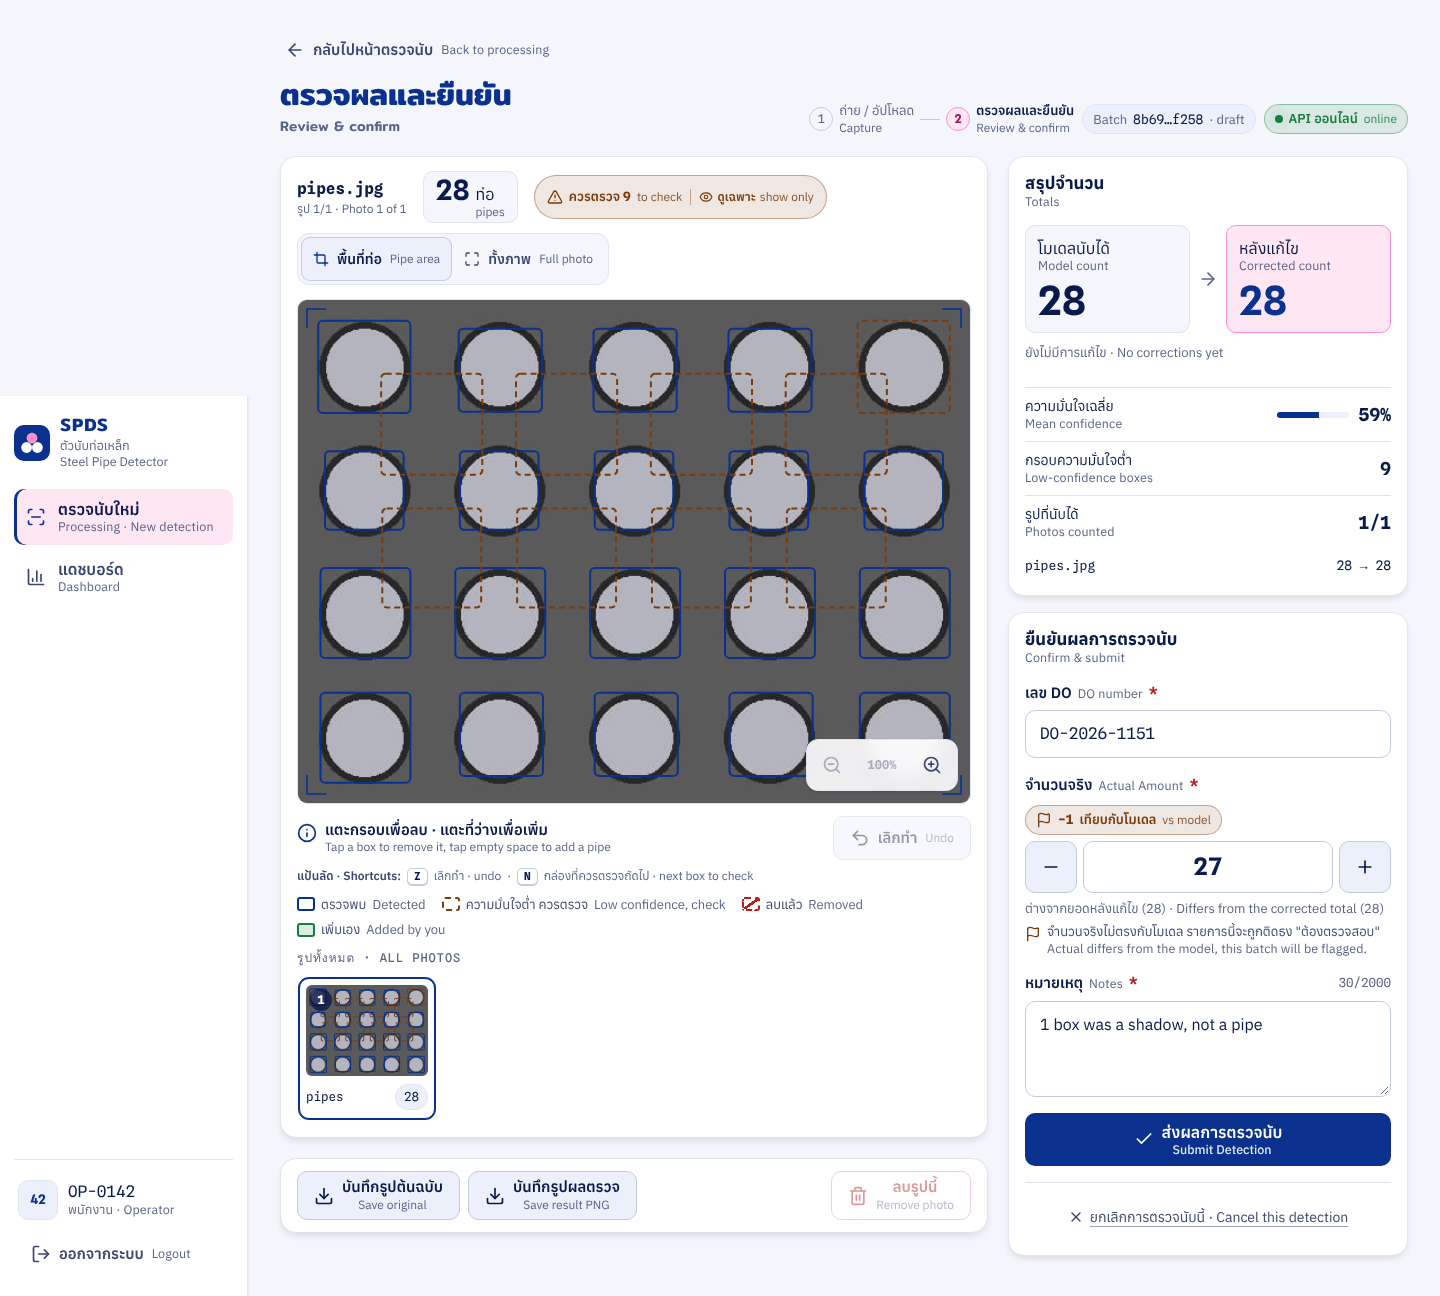 กลับไปหน้าตรวจนับ Back to processing
ตรวจผลและยืนยัน
Review & confirm
1 ถ่าย / อัปโหลด
Capture
2 ตรวจผลและยืนยัน
Review & confirm
Batch 8b69…f258 · draft
API ออนไลน์ online
SPDS
ตัวนับท่อเหล็ก
Steel Pipe Detector
ตรวจนับใหม่
Processing · New detection
แดชบอร์ด
Dashboard
42
OP-0142
พนักงาน · Operator
ออกจากระบบ Logout
pipes.jpg
รูป 1/1 · Photo 1 of 1
28 ท่อ
pipes
ควรตรวจ 9 to check
ดูเฉพาะ show only
พื้นที่ท่อ Pipe area
ทั้งภาพ Full photo
100%
แตะกรอบเพื่อลบ · แตะที่ว่างเพื่อเพิ่ม
Tap a box to remove it, tap empty space to add a pipe
เลิกทำ Undo
แป้นลัด · Shortcuts: Z เลิกทำ · undo · N กล่องที่ควรตรวจถัดไป · next box to check
ตรวจพบ Detected
ความมั่นใจต่ำ ควรตรวจ Low confidence, check
ลบแล้ว Removed
เพิ่มเอง Added by you
รูปทั้งหมด · ALL PHOTOS
1
pipes 28
บันทึกรูปต้นฉบับ
Save original
บันทึกรูปผลตรวจ
Save result PNG
ลบรูปนี้
Remove photo
สรุปจำนวน
Totals
โมเดลนับได้
Model count
28
หลังแก้ไข
Corrected count
28
ยังไม่มีการแก้ไข · No corrections yet
ความมั่นใจเฉลี่ย
Mean confidence
59%
กรอบความมั่นใจต่ำ
Low-confidence boxes
9
รูปที่นับได้
Photos counted
1/1
pipes.jpg 28 → 28
ยืนยันผลการตรวจนับ
Confirm & submit
เลข DO DO number *
DO-2026-1151
จำนวนจริง Actual Amount *
−1 เทียบกับโมเดล vs model
27
ต่างจากยอดหลังแก้ไข (28) · Differs from the corrected total (28)
จำนวนจริงไม่ตรงกับโมเดล รายการนี้จะถูกติดธง "ต้องตรวจสอบ"
Actual differs from the model, this batch will be flagged.
หมายเหตุ Notes *
30/2000
1 box was a shadow, not a pipe
ส่งผลการตรวจนับ
Submit Detection
ยกเลิกการตรวจนับนี้ · Cancel this detection